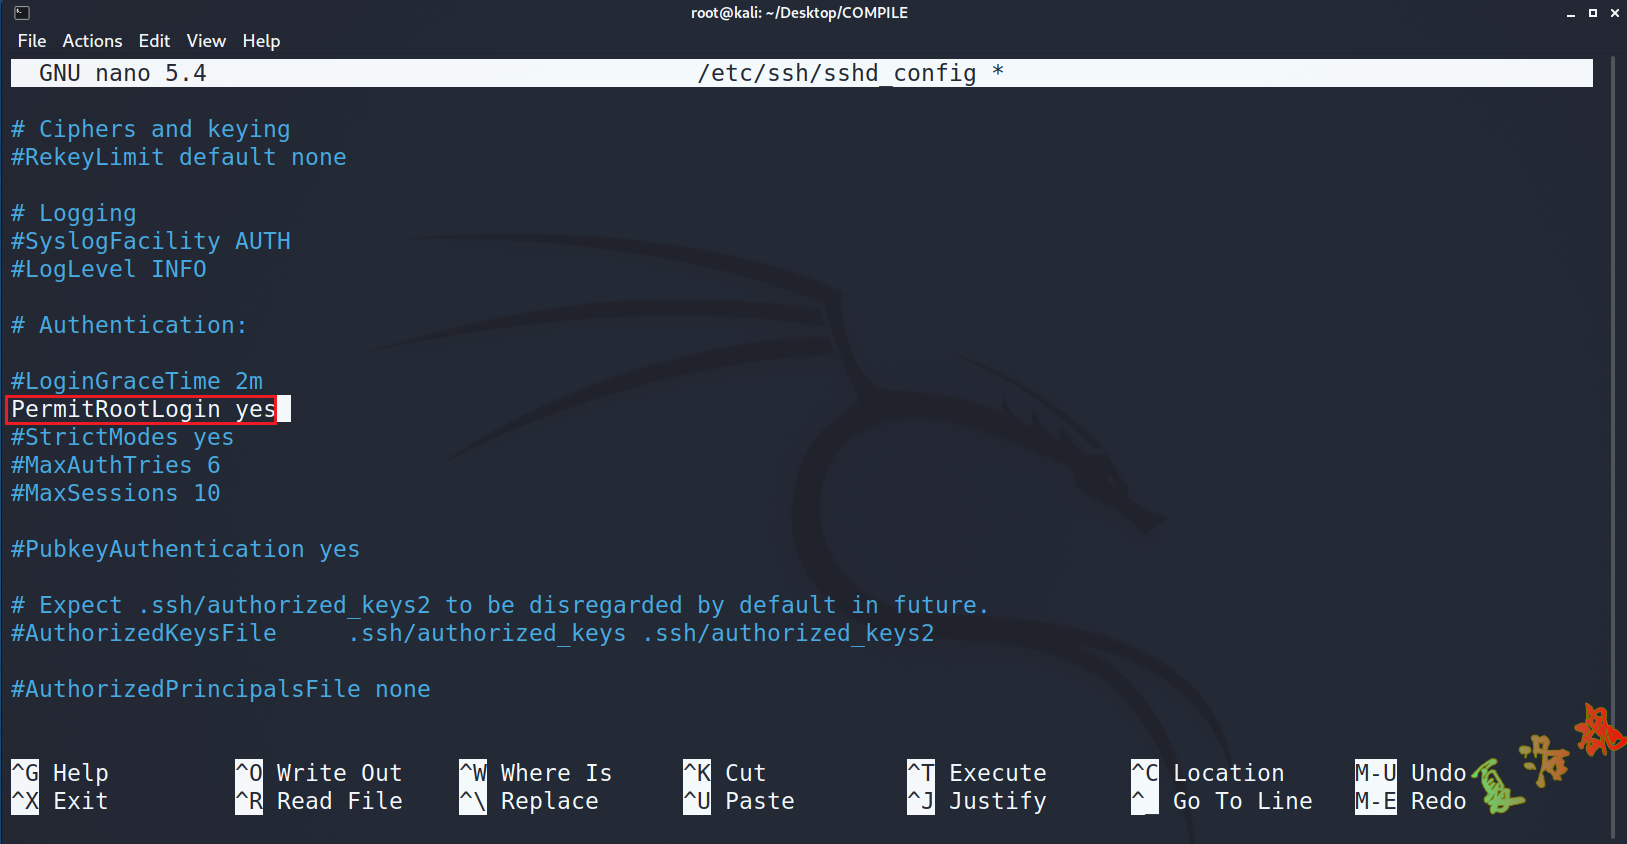 root@kali: ~/Desktop/COMPILE
File Actions Edit View Help
GNU nano 5.4 /etc/ssh/sshd_config *
# Ciphers and keying
#RekeyLimit default none
# Logging
#SyslogFacility AUTH
#LogLevel INFO
# Authentication:
#LoginGraceTime 2m
PermitRootLogin yes
#StrictModes yes
#MaxAuthTries 6
#MaxSessions 10
#PubkeyAuthentication yes
# Expect .ssh/authorized_keys2 to be disregarded by default in future.
#AuthorizedKeysFile .ssh/authorized_keys .ssh/authorized_keys2
#AuthorizedPrincipalsFile none
^G Help ^O Write Out ^W Where Is ^K Cut ^T Execute ^C Location M-U Undo
^X Exit ^R Read File ^\ Replace ^U Paste ^J Justify ^_ Go To Line M-E Redo